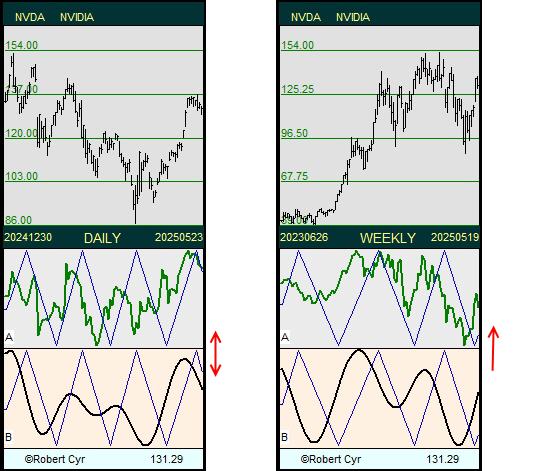 NVDA NVIDIA
154.00
137.00
120.00
103.00
86.00
20241230 DAILY 20250523
A
B
©Robert Cyr 131.29
NVDA NVIDIA
154.00
125.25
96.50
67.75
20230626 WEEKLY 20250519
A
B
©Robert Cyr 131.29